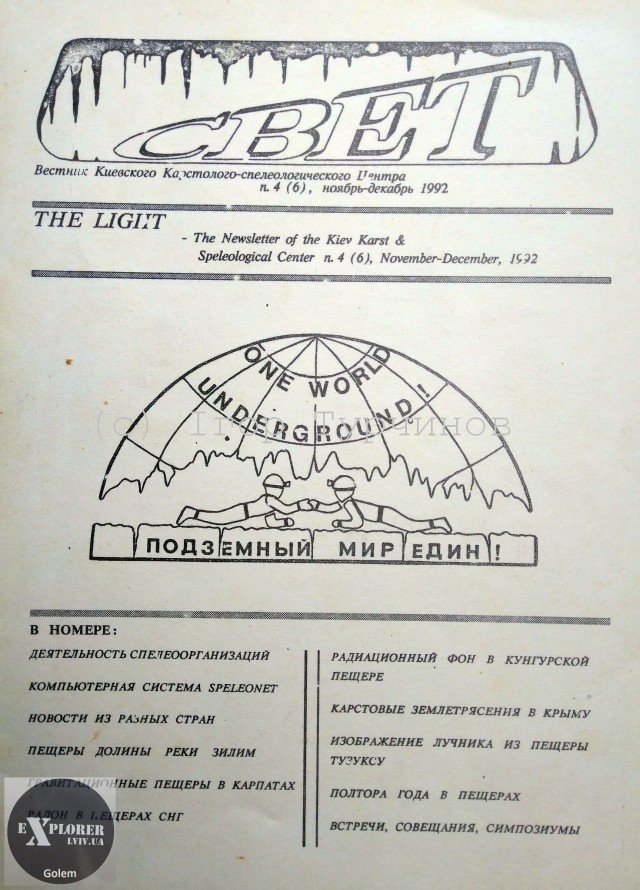 СВЕТ
Вестник Киевского Карстолого-спелеологического Центра
n. 4 (6), ноябрь-декабрь 1992
THE LIGHT
- The Newsletter of the Kiev Karst &
Speleological Center n. 4 (6), November-December, 1992
ONE WORLD
UNDERGROUND!
(c) Ігор Турчинов
ПОДЗЕМНЫЙ МИР ЕДИН!
В НОМЕРЕ:
ДЕЯТЕЛЬНОСТЬ СПЕЛЕООРГАНИЗАЦИЙ
КОМПЬЮТЕРНАЯ СИСТЕМА SPELEONET
НОВОСТИ ИЗ РАЗНЫХ СТРАН
ПЕЩЕРЫ ДОЛИНЫ РЕКИ ЗИЛИМ
ГРАВИТАЦИОННЫЕ ПЕЩЕРЫ В КАРПАТАХ
РАДОН В ПЕЩЕРАХ СНГ
РАДИАЦИОННЫЙ ФОН В КУНГУРСКОЙ
ПЕЩЕРЕ
КАРСТОВЫЕ ЗЕМЛЕТРЯСЕНИЯ В КРЫМУ
ИЗОБРАЖЕНИЕ ЛУЧНИКА ИЗ ПЕЩЕРЫ
ТУЗУКСУ
ПОЛТОРА ГОДА В ПЕЩЕРАХ
ВСТРЕЧИ, СОВЕЩАНИЯ, СИМПОЗИУМЫ
EXPLORER
LVIV.UA
Golem